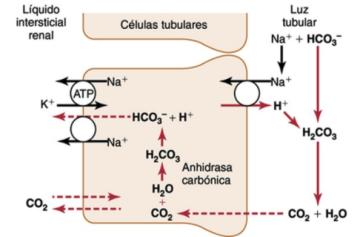 Líquido
intersticial
renal
Células tubulares
Luz
tubular
Na⁺ + HCO₃⁻
Na⁺
ATP
K⁺
Na⁺
H⁺
HCO₃⁻ + H⁺
Na⁺
H₂CO₃
H₂CO₃
Anhidrasa
carbónica
H₂O
+
CO₂
CO₂
CO₂ + H₂O